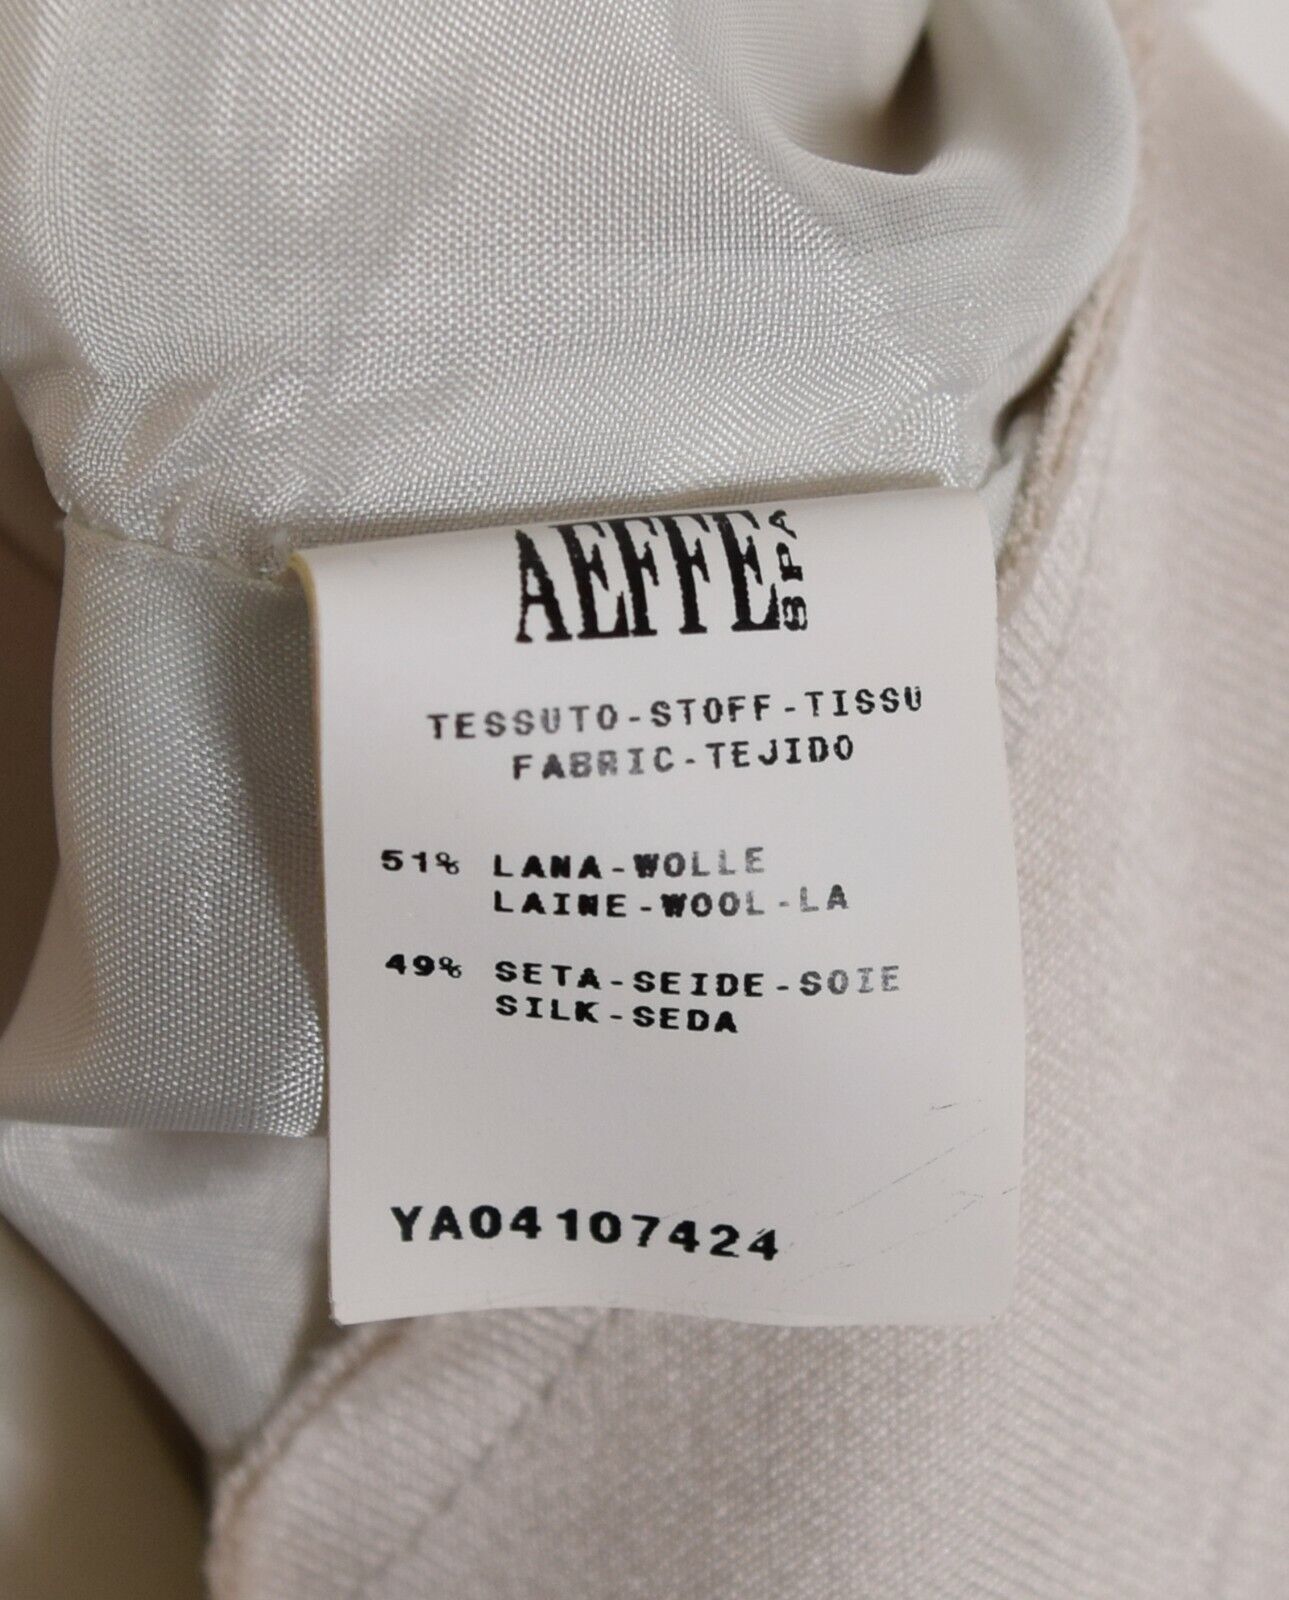 AEFFE SPA
TESSUTO-STOFF-TISSU
FABRIC-TEJIDO
51% LANA-WOLLE
LAINE-WOOL-LA
49% SETA-SEIDE-SOIE
SILK-SEDA
YA04107424